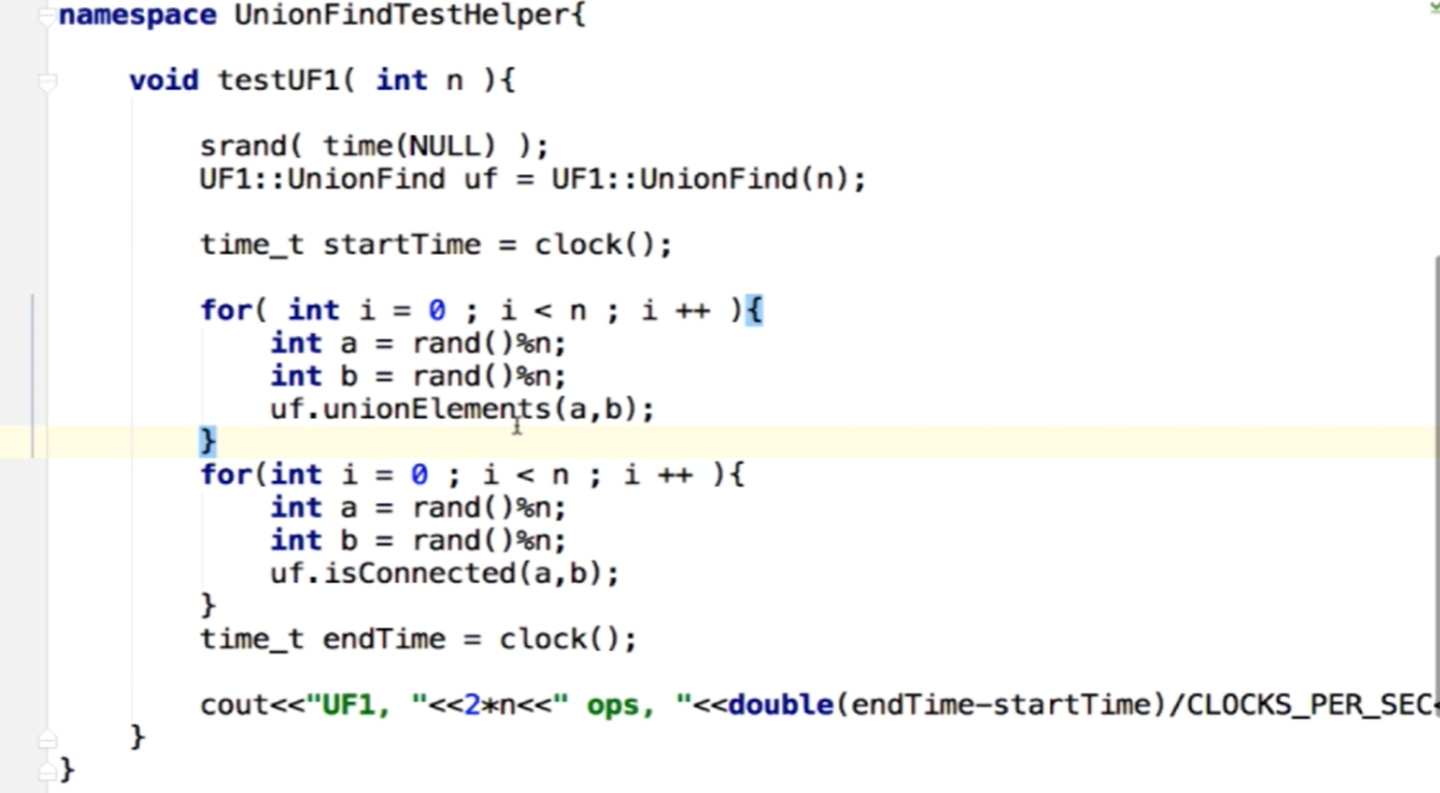 namespace UnionFindTestHelper{
void testUF1( int n ){
srand( time(NULL) );
UF1::UnionFind uf = UF1::UnionFind(n);
time_t startTime = clock();
for( int i = 0 ; i < n ; i ++ ){
int a = rand()%n;
int b = rand()%n;
uf.unionElements(a,b);
}
for(int i = 0 ; i < n ; i ++ ){
int a = rand()%n;
int b = rand()%n;
uf.isConnected(a,b);
}
time_t endTime = clock();
cout<<"UF1, "<<2*n<<" ops, "<<double(endTime-startTime)/CLOCKS_PER_SEC<
}
}